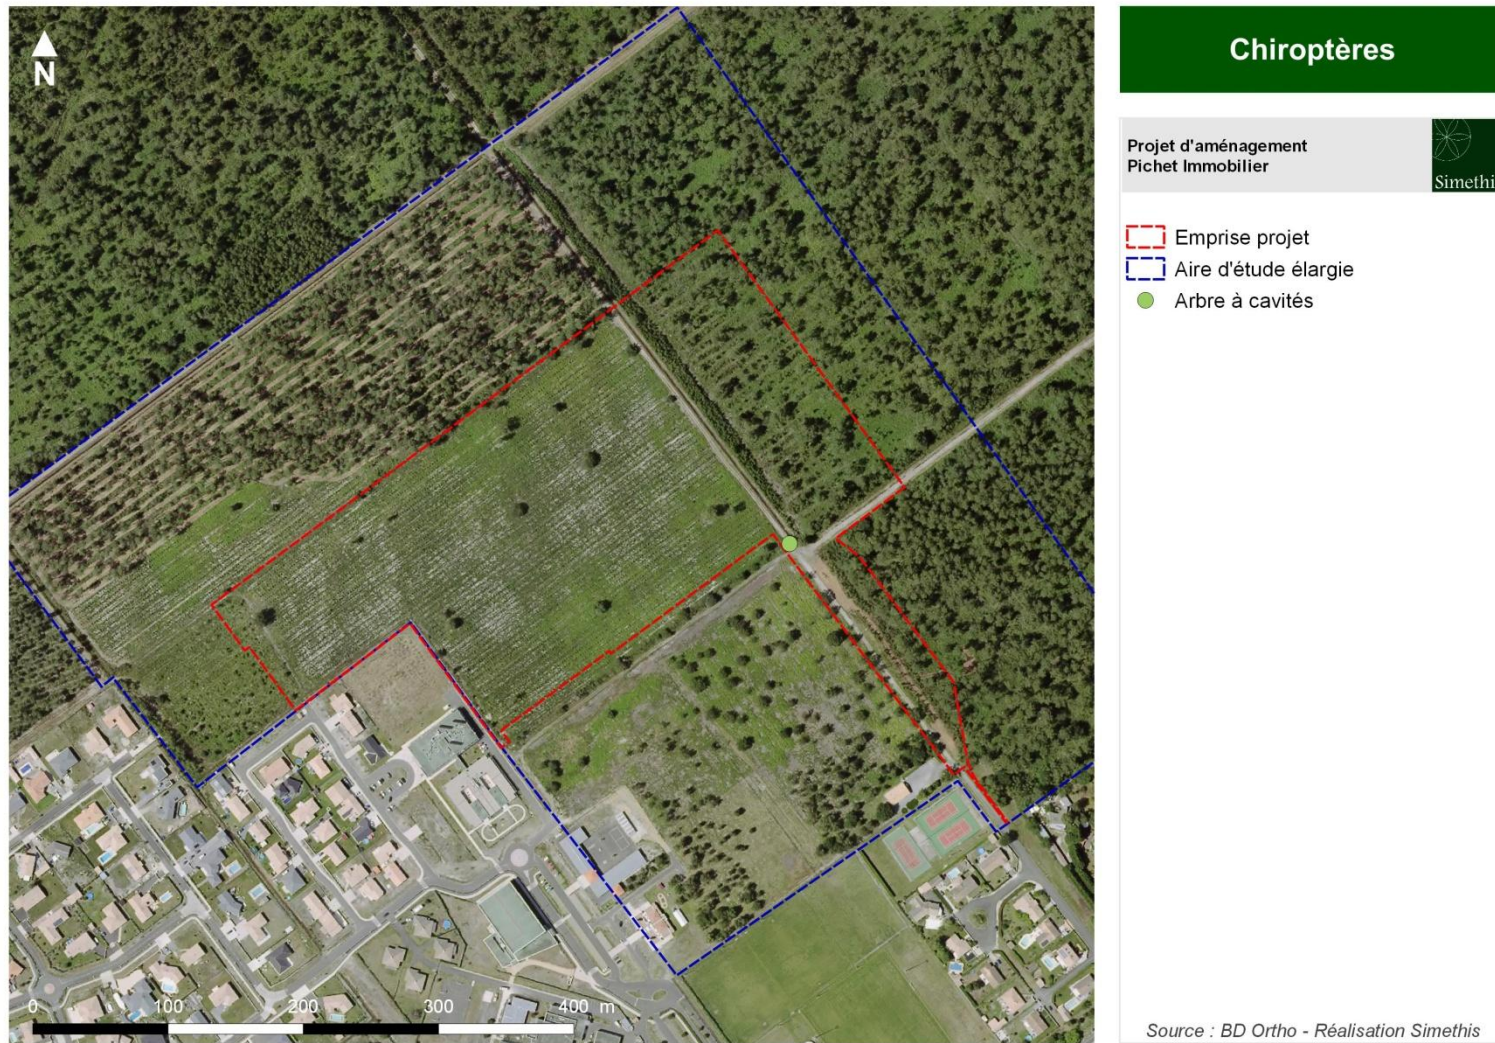 N
0 100 200 300 400 m
Chiroptères
Projet d'aménagement
Pichet Immobilier
Simethi
Emprise projet
Aire d'étude élargie
Arbre à cavités
Source : BD Ortho - Réalisation Simethis